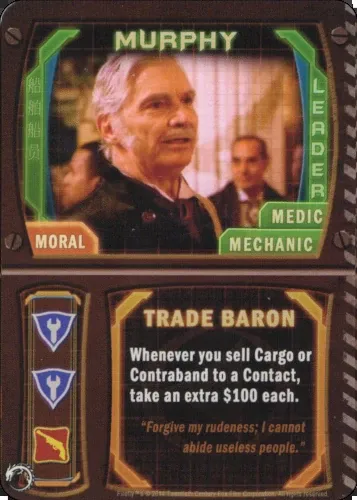 MURPHY
LEADER
MEDIC
MORAL
MECHANIC
TRADE BARON
Whenever you sell Cargo or
Contraband to a Contact,
take an extra $100 each.
"Forgive my rudeness; I cannot
abide useless people."